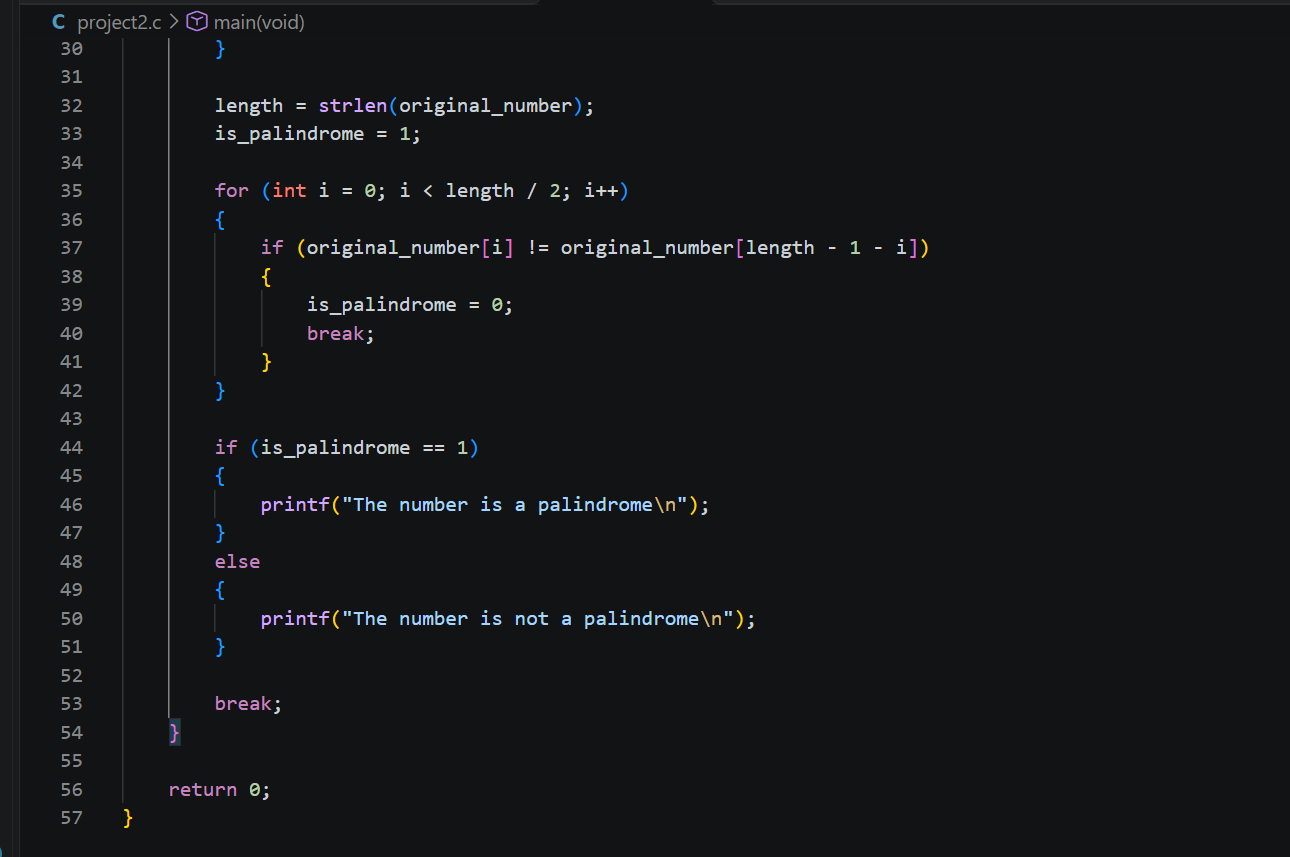 C project2.c > main(void)
30 }
31
32 length = strlen(original_number);
33 is_palindrome = 1;
34
35 for (int i = 0; i < length / 2; i++)
36 {
37 if (original_number[i] != original_number[length - 1 - i])
38 {
39 is_palindrome = 0;
40 break;
41 }
42 }
43
44 if (is_palindrome == 1)
45 {
46 printf("The number is a palindrome\n");
47 }
48 else
49 {
50 printf("The number is not a palindrome\n");
51 }
52
53 break;
54 }
55
56 return 0;
57 }